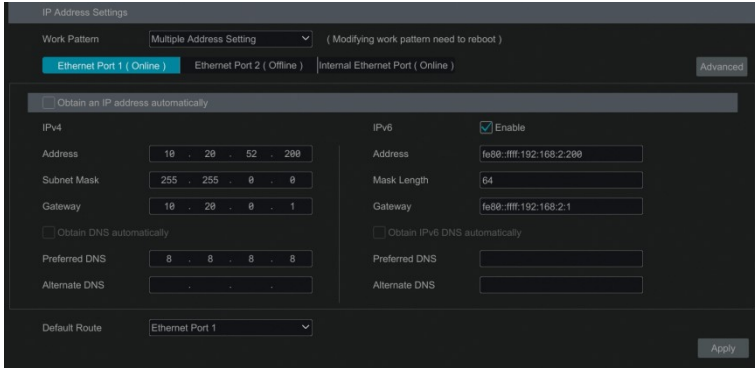 IP Address Settings
Work Pattern Multiple Address Setting ( Modifying work pattern need to reboot )
Ethernet Port 1 ( Online ) Ethernet Port 2 ( Offline ) Internal Ethernet Port ( Online ) Advanced
Obtain an IP address automatically
IPv4 IPv6 Enable
Address 10 . 20 . 52 . 200 Address fe80::ffff:192:168:2:200
Subnet Mask 255 . 255 . 0 . 0 Mask Length 64
Gateway 10 . 20 . 0 . 1 Gateway fe80::ffff:192:168:2:1
Obtain DNS automatically Obtain IPv6 DNS automatically
Preferred DNS 8 . 8 . 8 . 8 Preferred DNS
Alternate DNS . . . Alternate DNS
Default Route Ethernet Port 1
Apply